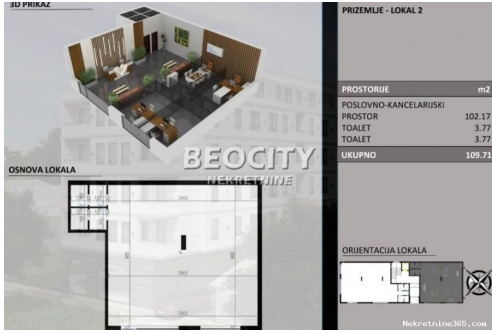 3D PRIKAZ
PRIZEMLJE - LOKAL 2
PROSTORIJE m2
POSLOVNO-KANCELARIJSKI
PROSTOR 102.17
TOALET 3.77
TOALET 3.77
UKUPNO 109.71
BEOCITY
NEKRETNINE
OSNOVA LOKALA
ORIJENTACIJA LOKALA
Nekretnine365.com